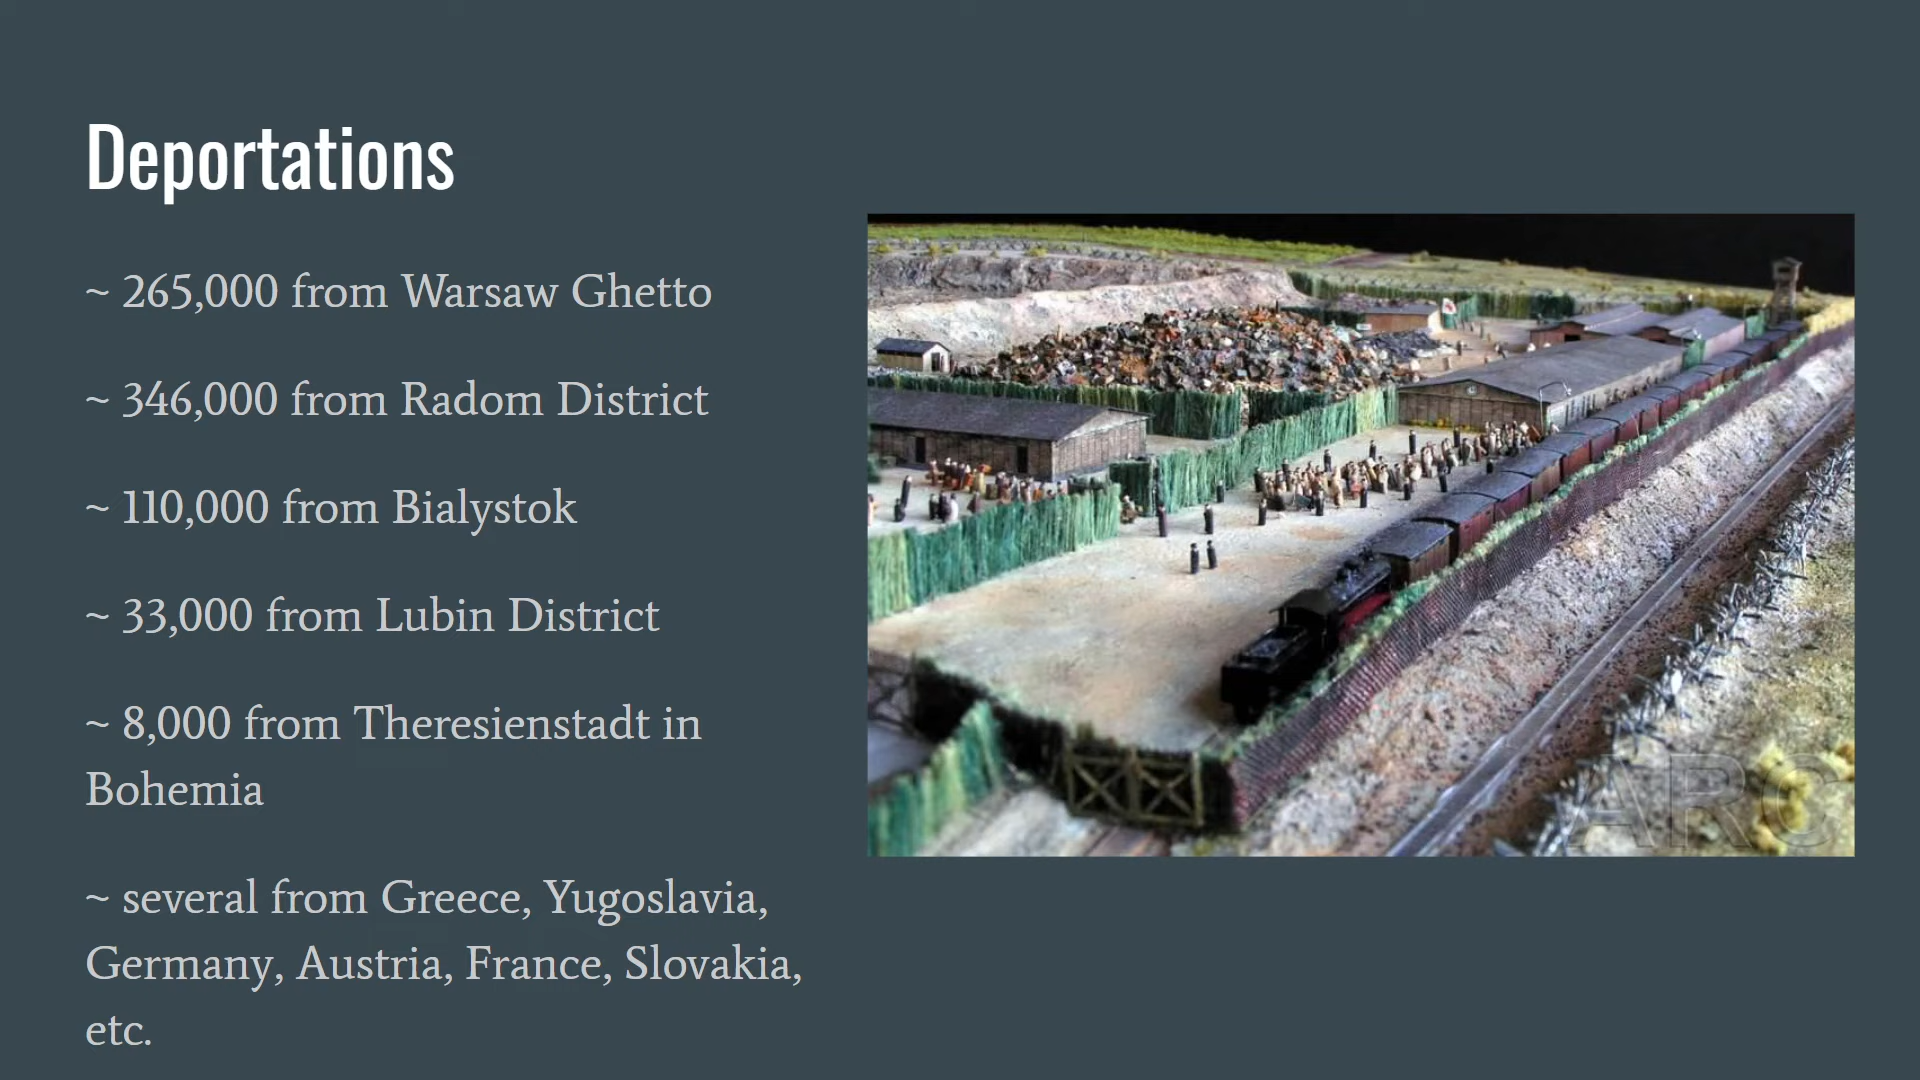 Deportations
~ 265,000 from Warsaw Ghetto
~ 346,000 from Radom District
~ 110,000 from Bialystok
~ 33,000 from Lubin District
~ 8,000 from Theresienstadt in
Bohemia
~ several from Greece, Yugoslavia,
Germany, Austria, France, Slovakia,
etc.
ARC